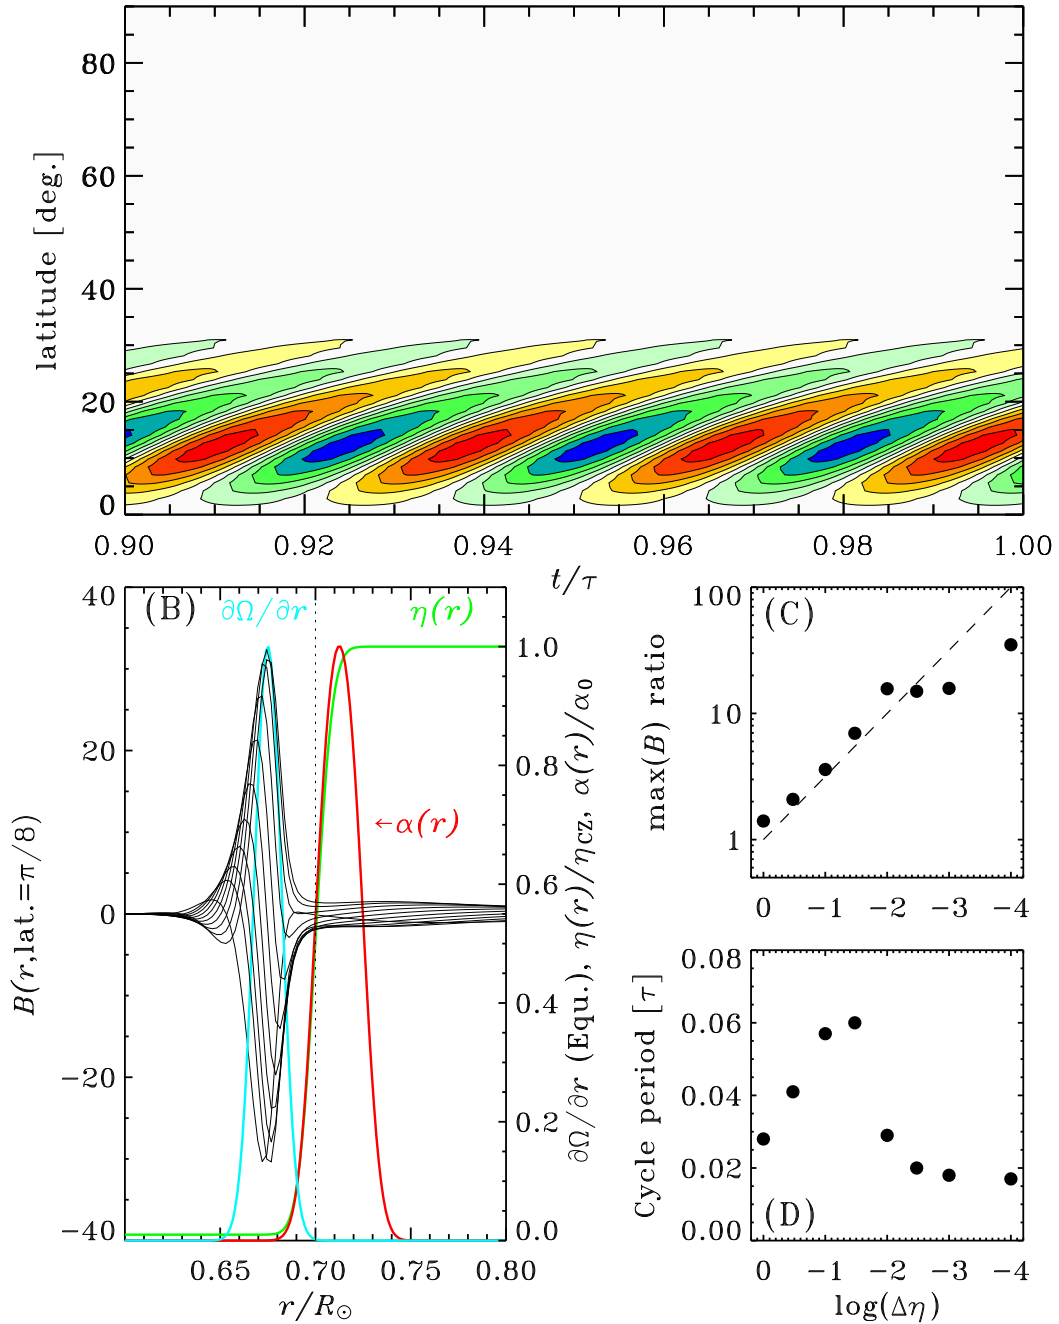 latitude [deg.]
80
60
40
20
0
0.90 0.92 0.94 0.96 0.98 1.00
t/τ
(B)
∂Ω/∂r
η(r)
←α(r)
B(r,lat.=π/8)
40
20
0
−20
−40
1.0
0.8
0.6
0.4
0.2
0.0
∂Ω/∂r (Equ.), η(r)/ηCZ, α(r)/α0
0.65 0.70 0.75 0.80
r/R⊙
(C)
max(B) ratio
100
10
1
0 −1 −2 −3 −4
Cycle period [τ]
0.08
0.06
0.04
0.02
0.00
(D)
0 −1 −2 −3 −4
log(Δη)